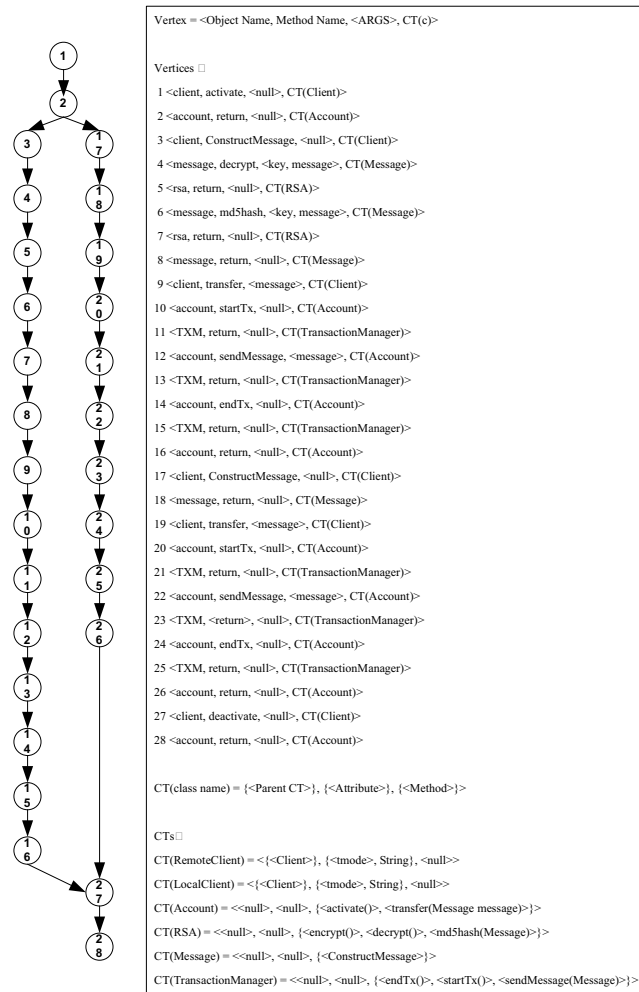 1
2
3
4
5
6
7
8
9
10
11
12
13
14
15
16
17
18
19
20
21
22
23
24
25
26
27
28
Vertex = <Object Name, Method Name, <ARGS>, CT(c)>
Vertices □
1 <client, activate, <null>, CT(Client)>
2 <account, return, <null>, CT(Account)>
3 <client, ConstructMessage, <null>, CT(Client)>
4 <message, decrypt, <key, message>, CT(Message)>
5 <rsa, return, <null>, CT(RSA)>
6 <message, md5hash, <key, message>, CT(Message)>
7 <rsa, return, <null>, CT(RSA)>
8 <message, return, <null>, CT(Message)>
9 <client, transfer, <message>, CT(Client)>
10 <account, startTx, <null>, CT(Account)>
11 <TXM, return, <null>, CT(TransactionManager)>
12 <account, sendMessage, <message>, CT(Account)>
13 <TXM, return, <null>, CT(TransactionManager)>
14 <account, endTx, <null>, CT(Account)>
15 <TXM, return, <null>, CT(TransactionManager)>
16 <account, return, <null>, CT(Account)>
17 <client, ConstructMessage, <null>, CT(Client)>
18 <message, return, <null>, CT(Message)>
19 <client, transfer, <message>, CT(Client)>
20 <account, startTx, <null>, CT(Account)>
21 <TXM, return, <null>, CT(TransactionManager)>
22 <account, sendMessage, <message>, CT(Account)>
23 <TXM, <return>, <null>, CT(TransactionManager)>
24 <account, endTx, <null>, CT(Account)>
25 <TXM, return, <null>, CT(TransactionManager)>
26 <account, return, <null>, CT(Account)>
27 <client, deactivate, <null>, CT(Client)>
28 <account, return, <null>, CT(Account)>
CT(class name) = {<Parent CT>}, {<Attribute>}, {<Method>}>
CTs□
CT(RemoteClient) = <{<Client>}, {<tmode>, String}, <null>>
CT(LocalClient) = <{<Client>}, {<tmode>, String}, <null>>
CT(Account) = <<null>, <null>, {<activate()>, <transfer(Message message)>}>
CT(RSA) = <<null>, <null>, {<encrypt()>, <decrypt()>, <md5hash(Message)>}>
CT(Message) = <<null>, <null>, {<ConstructMessage>}>
CT(TransactionManager) = <<null>, <null>, {<endTx()>, <startTx()>, <sendMessage(Message)>}>